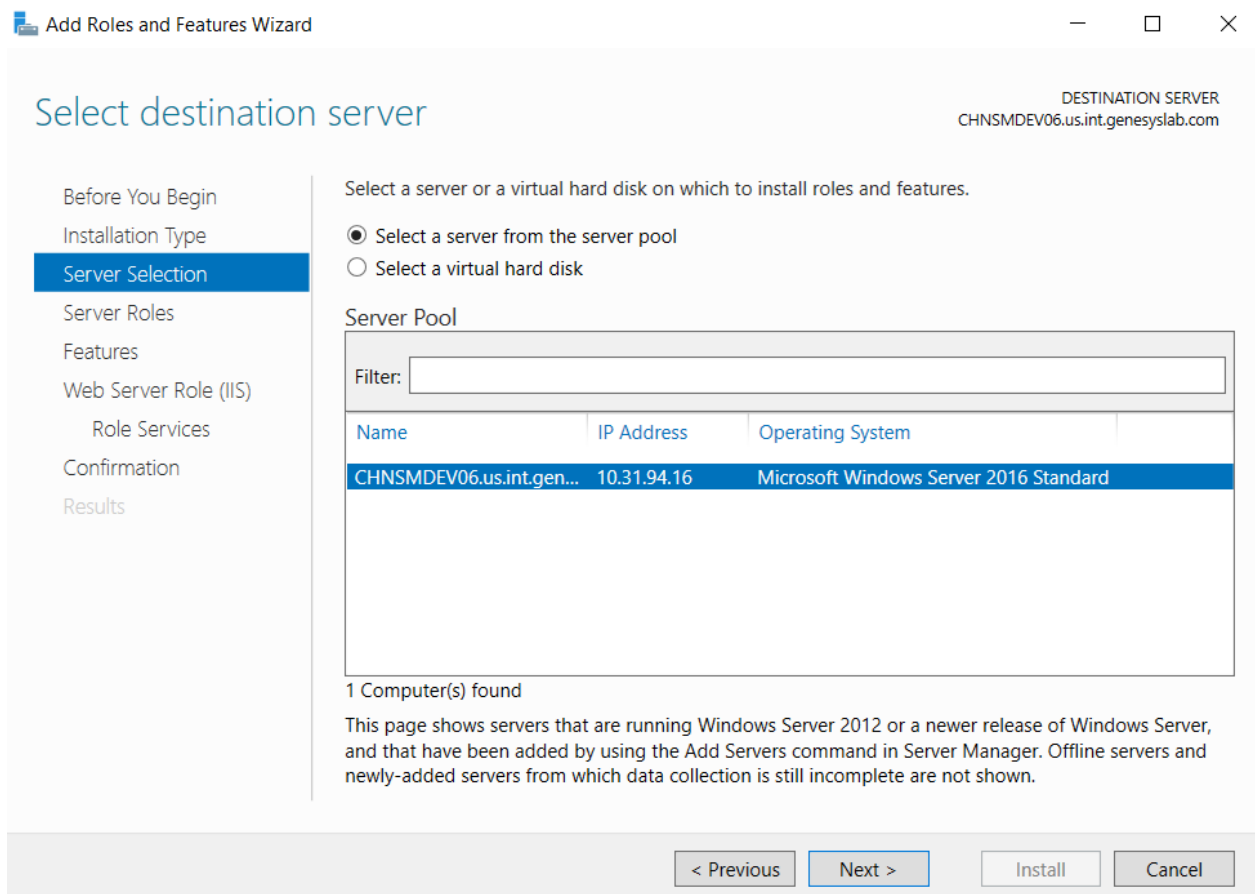 Add Roles and Features Wizard
Select destination server
DESTINATION SERVER
CHNSMDEV06.us.int.genesyslab.com
Before You Begin
Installation Type
Server Selection
Server Roles
Features
Web Server Role (IIS)
Role Services
Confirmation
Results
Select a server or a virtual hard disk on which to install roles and features.
Select a server from the server pool
Select a virtual hard disk
Server Pool
Filter:
Name IP Address Operating System
CHNSMDEV06.us.int.gen... 10.31.94.16 Microsoft Windows Server 2016 Standard
1 Computer(s) found
This page shows servers that are running Windows Server 2012 or a newer release of Windows Server,
and that have been added by using the Add Servers command in Server Manager. Offline servers and
newly-added servers from which data collection is still incomplete are not shown.
< Previous Next > Install Cancel